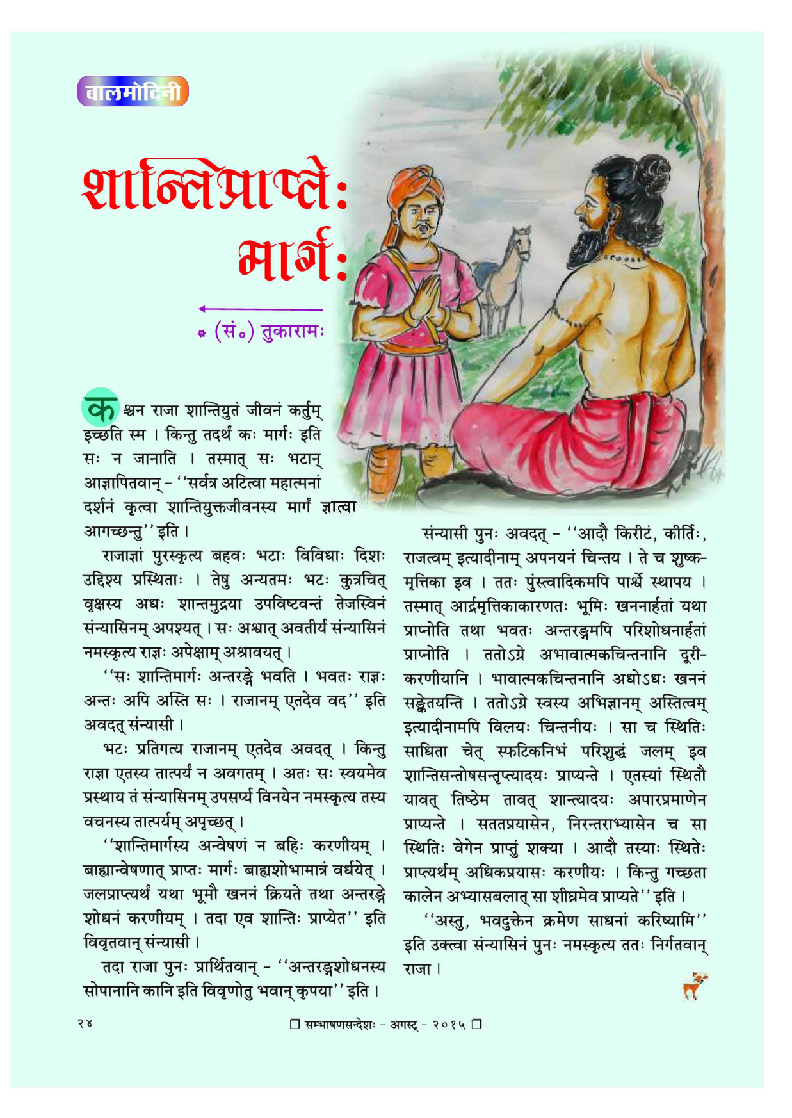 बालमोदिनी
शान्तिप्राप्तेः
मार्गः
(सं०) तुकारामः
कश्चन राजा शान्तियुतं जीवनं कर्तुम्
इच्छति स्म । किन्तु तदर्थं कः मार्गः इति
सः न जानाति । तस्मात् सः भटान्
आज्ञापितवान् - ‘‘सर्वत्र अटित्वा महात्मनां
दर्शनं कृत्वा शान्तियुक्तजीवनस्य मार्गं ज्ञात्वा
आगच्छन्तु’’ इति ।
राजाज्ञां पुरस्कृत्य बहवः भटाः विविधाः दिशः
उद्दिश्य प्रस्थिताः । तेषु अन्यतमः भटः कुत्रचित्
वृक्षस्य अधः शान्तमुद्रया उपविष्टवन्तं तेजस्विनं
संन्यासिनम् अपश्यत् । सः अश्वात् अवतीर्य संन्यासिनं
नमस्कृत्य राज्ञः अपेक्षाम् अश्रावयत् ।
‘‘सः शान्तिमार्गः अन्तरङ्गे भवति । भवतः राज्ञः
अन्तः अपि अस्ति सः । राजानम् एतदेव वद’’ इति
अवदत् संन्यासी ।
भटः प्रतिगत्य राजानम् एतदेव अवदत् । किन्तु
राज्ञा एतस्य तात्पर्यं न अवगतम् । अतः सः स्वयमेव
प्रस्थाय तं संन्यासिनम् उपसर्प्य विनयेन नमस्कृत्य तस्य
वचनस्य तात्पर्यम् अपृच्छत् ।
‘‘शान्तिमार्गस्य अन्वेषणं न बहिः करणीयम् ।
बाह्यान्वेषणात् प्राप्तः मार्गः बाह्यशोभामात्रं वर्धयेत् ।
जलप्राप्त्यर्थं यथा भूमौ खननं क्रियते तथा अन्तरङ्गे
शोधनं करणीयम् । तदा एव शान्तिः प्राप्येत’’ इति
विवृतवान् संन्यासी ।
तदा राजा पुनः प्रार्थितवान् - ‘‘अन्तरङ्गशोधनस्य
सोपानानि कानि इति विवृणोतु भवान् कृपया’’ इति ।
संन्यासी पुनः अवदत् - ‘‘आदौ किरीटं, कीर्तिः,
राजत्वम् इत्यादीनाम् अपनयनं चिन्तय । ते च शुष्क-
मृत्तिका इव । ततः पुंस्त्वादिकमपि पार्श्वे स्थापय ।
तस्मात् आर्द्रमृत्तिकाकारणतः भूमिः खननार्हतां यथा
प्राप्नोति तथा भवतः अन्तरङ्गमपि परिशोधनार्हतां
प्राप्नोति । ततोऽग्रे अभावात्मकचिन्तनानि दूरी-
करणीयानि । भावात्मकचिन्तनानि अधोऽधः खननं
सङ्केतयन्ति । ततोऽग्रे स्वस्य अभिज्ञानम् अस्तित्वम्
इत्यादीनामपि विलयः चिन्तनीयः । सा च स्थितिः
साधिता चेत् स्फटिकनिभं परिशुद्धं जलम् इव
शान्तिसन्तोषसन्तृप्त्यादयः प्राप्यन्ते । एतस्यां स्थितौ
यावत् तिष्ठेम तावत् शान्त्यादयः अपारप्रमाणेन
प्राप्यन्ते । सततप्रयासेन, निरन्तराभ्यासेन च सा
स्थितिः वेगेन प्राप्तुं शक्या । आदौ तस्याः स्थितेः
प्राप्त्यर्थम् अधिकप्रयासः करणीयः । किन्तु गच्छता
कालेन अभ्यासबलात् सा शीघ्रमेव प्राप्यते’’ इति ।
‘‘अस्तु, भवदुक्तेन क्रमेण साधनां करिष्यामि’’
इति उक्त्वा संन्यासिनं पुनः नमस्कृत्य ततः निर्गतवान्
राजा ।
२४
❐ सम्भाषणसन्देशः - अगस्ट् - २०१५ ❐